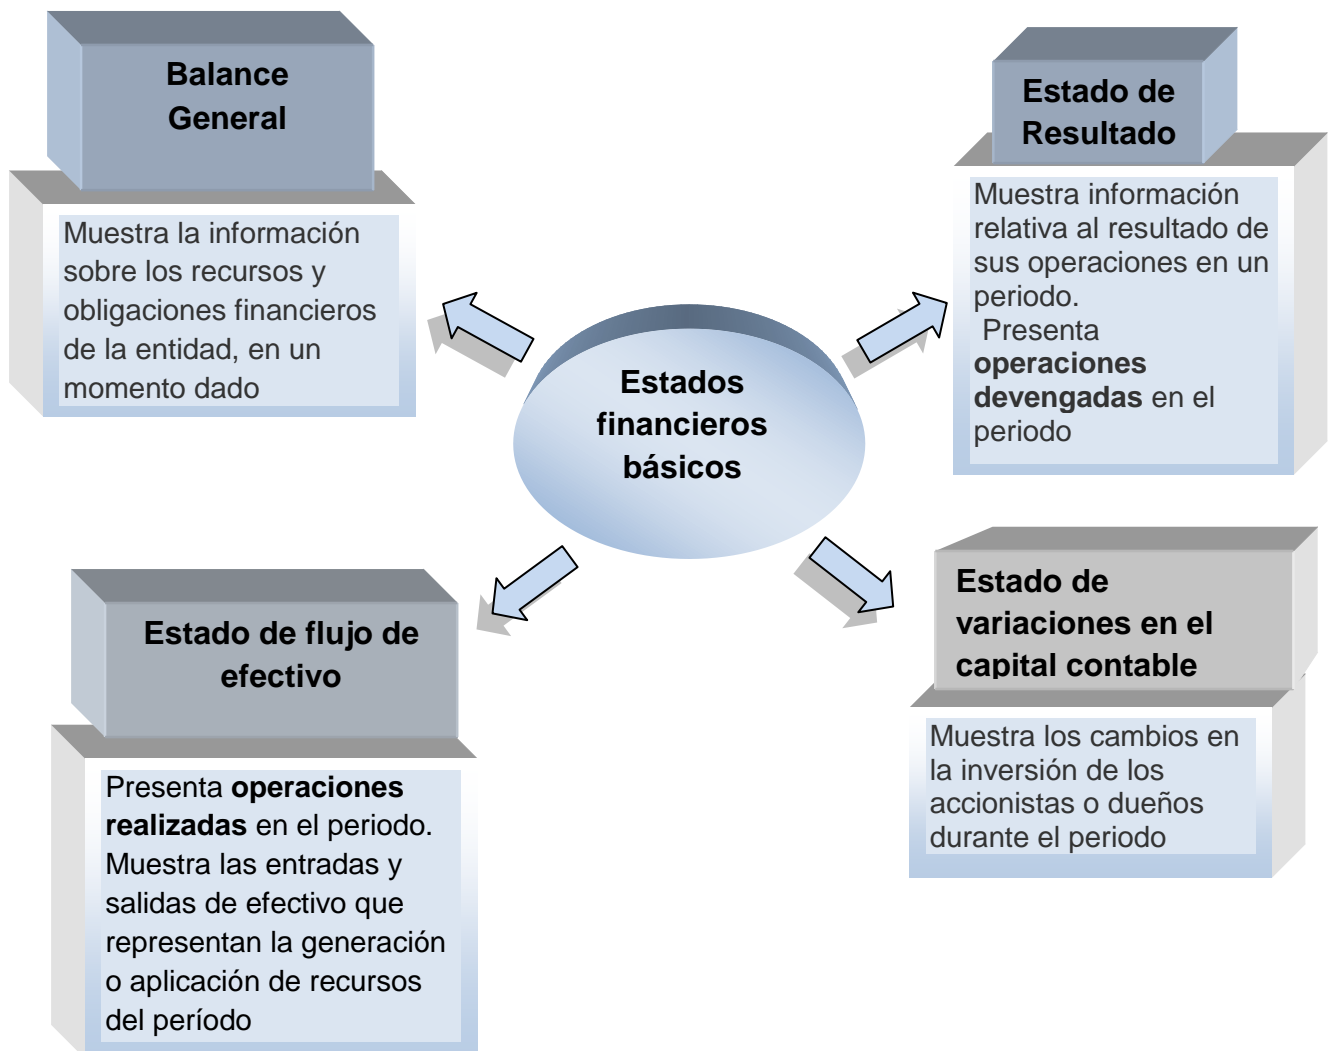 Balance
General
Muestra la información
sobre los recursos y
obligaciones financieros
de la entidad, en un
momento dado
Estado de
Resultado
Muestra información
relativa al resultado de
sus operaciones en un
periodo.
Presenta
operaciones
devengadas en el
periodo
Estados
financieros
básicos
Estado de flujo de
efectivo
Presenta operaciones
realizadas en el periodo.
Muestra las entradas y
salidas de efectivo que
representan la generación
o aplicación de recursos
del período
Estado de
variaciones en el
capital contable
Muestra los cambios en
la inversión de los
accionistas o dueños
durante el periodo